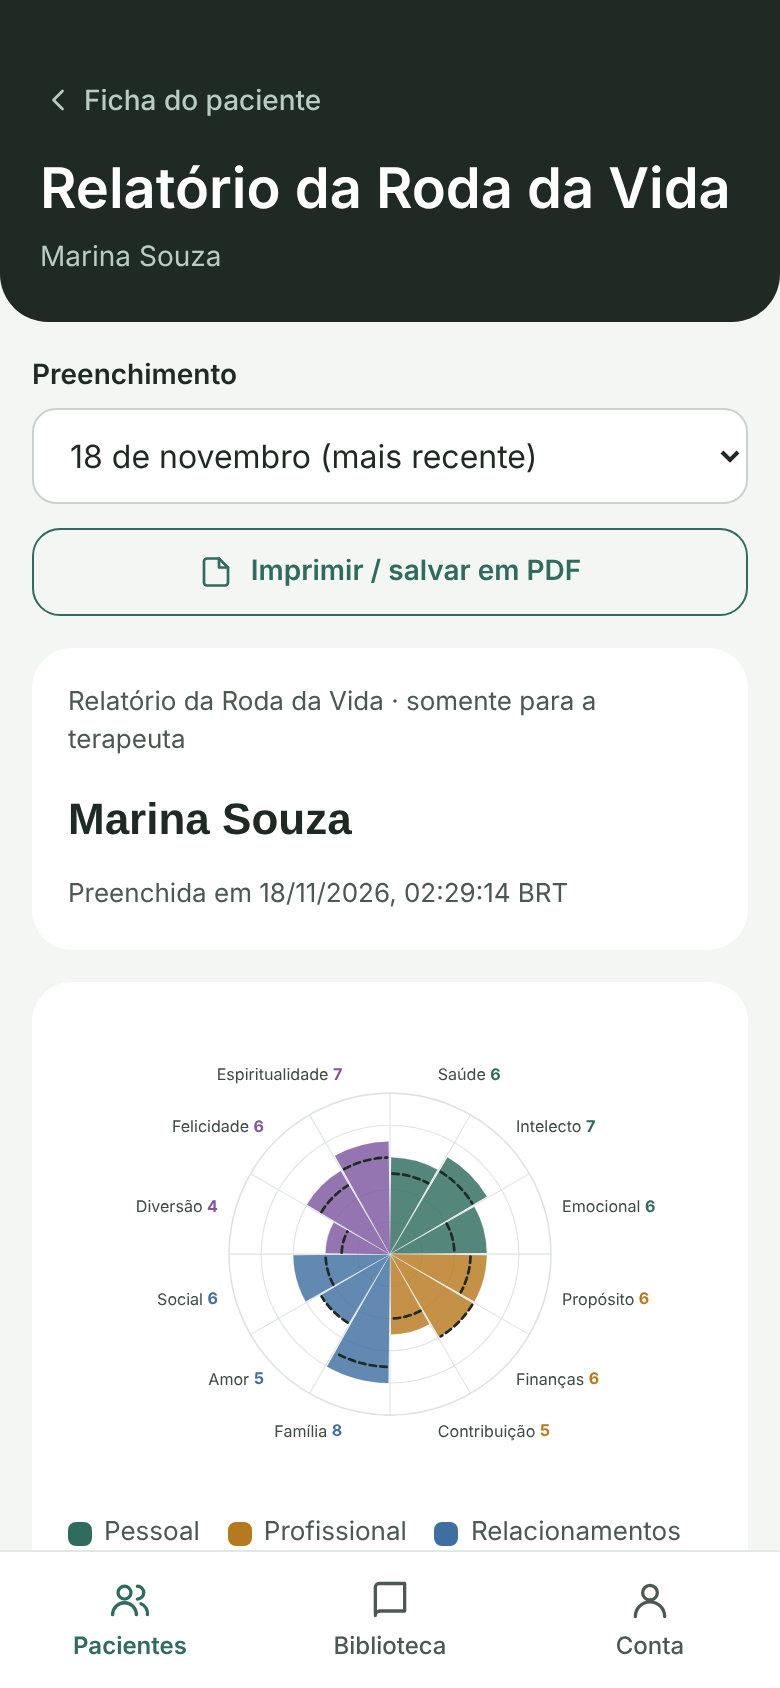 Ficha do paciente
Relatório da Roda da Vida
Marina Souza
Preenchimento
18 de novembro (mais recente)
Imprimir / salvar em PDF
Relatório da Roda da Vida · somente para a
terapeuta
Marina Souza
Preenchida em 18/11/2026, 02:29:14 BRT
Espiritualidade 7
Saúde 6
Felicidade 6
Intelecto 7
Diversão 4
Emocional 6
Social 6
Propósito 6
Amor 5
Finanças 6
Família 8
Contribuição 5
Pessoal
Profissional
Relacionamentos
Pacientes
Biblioteca
Conta